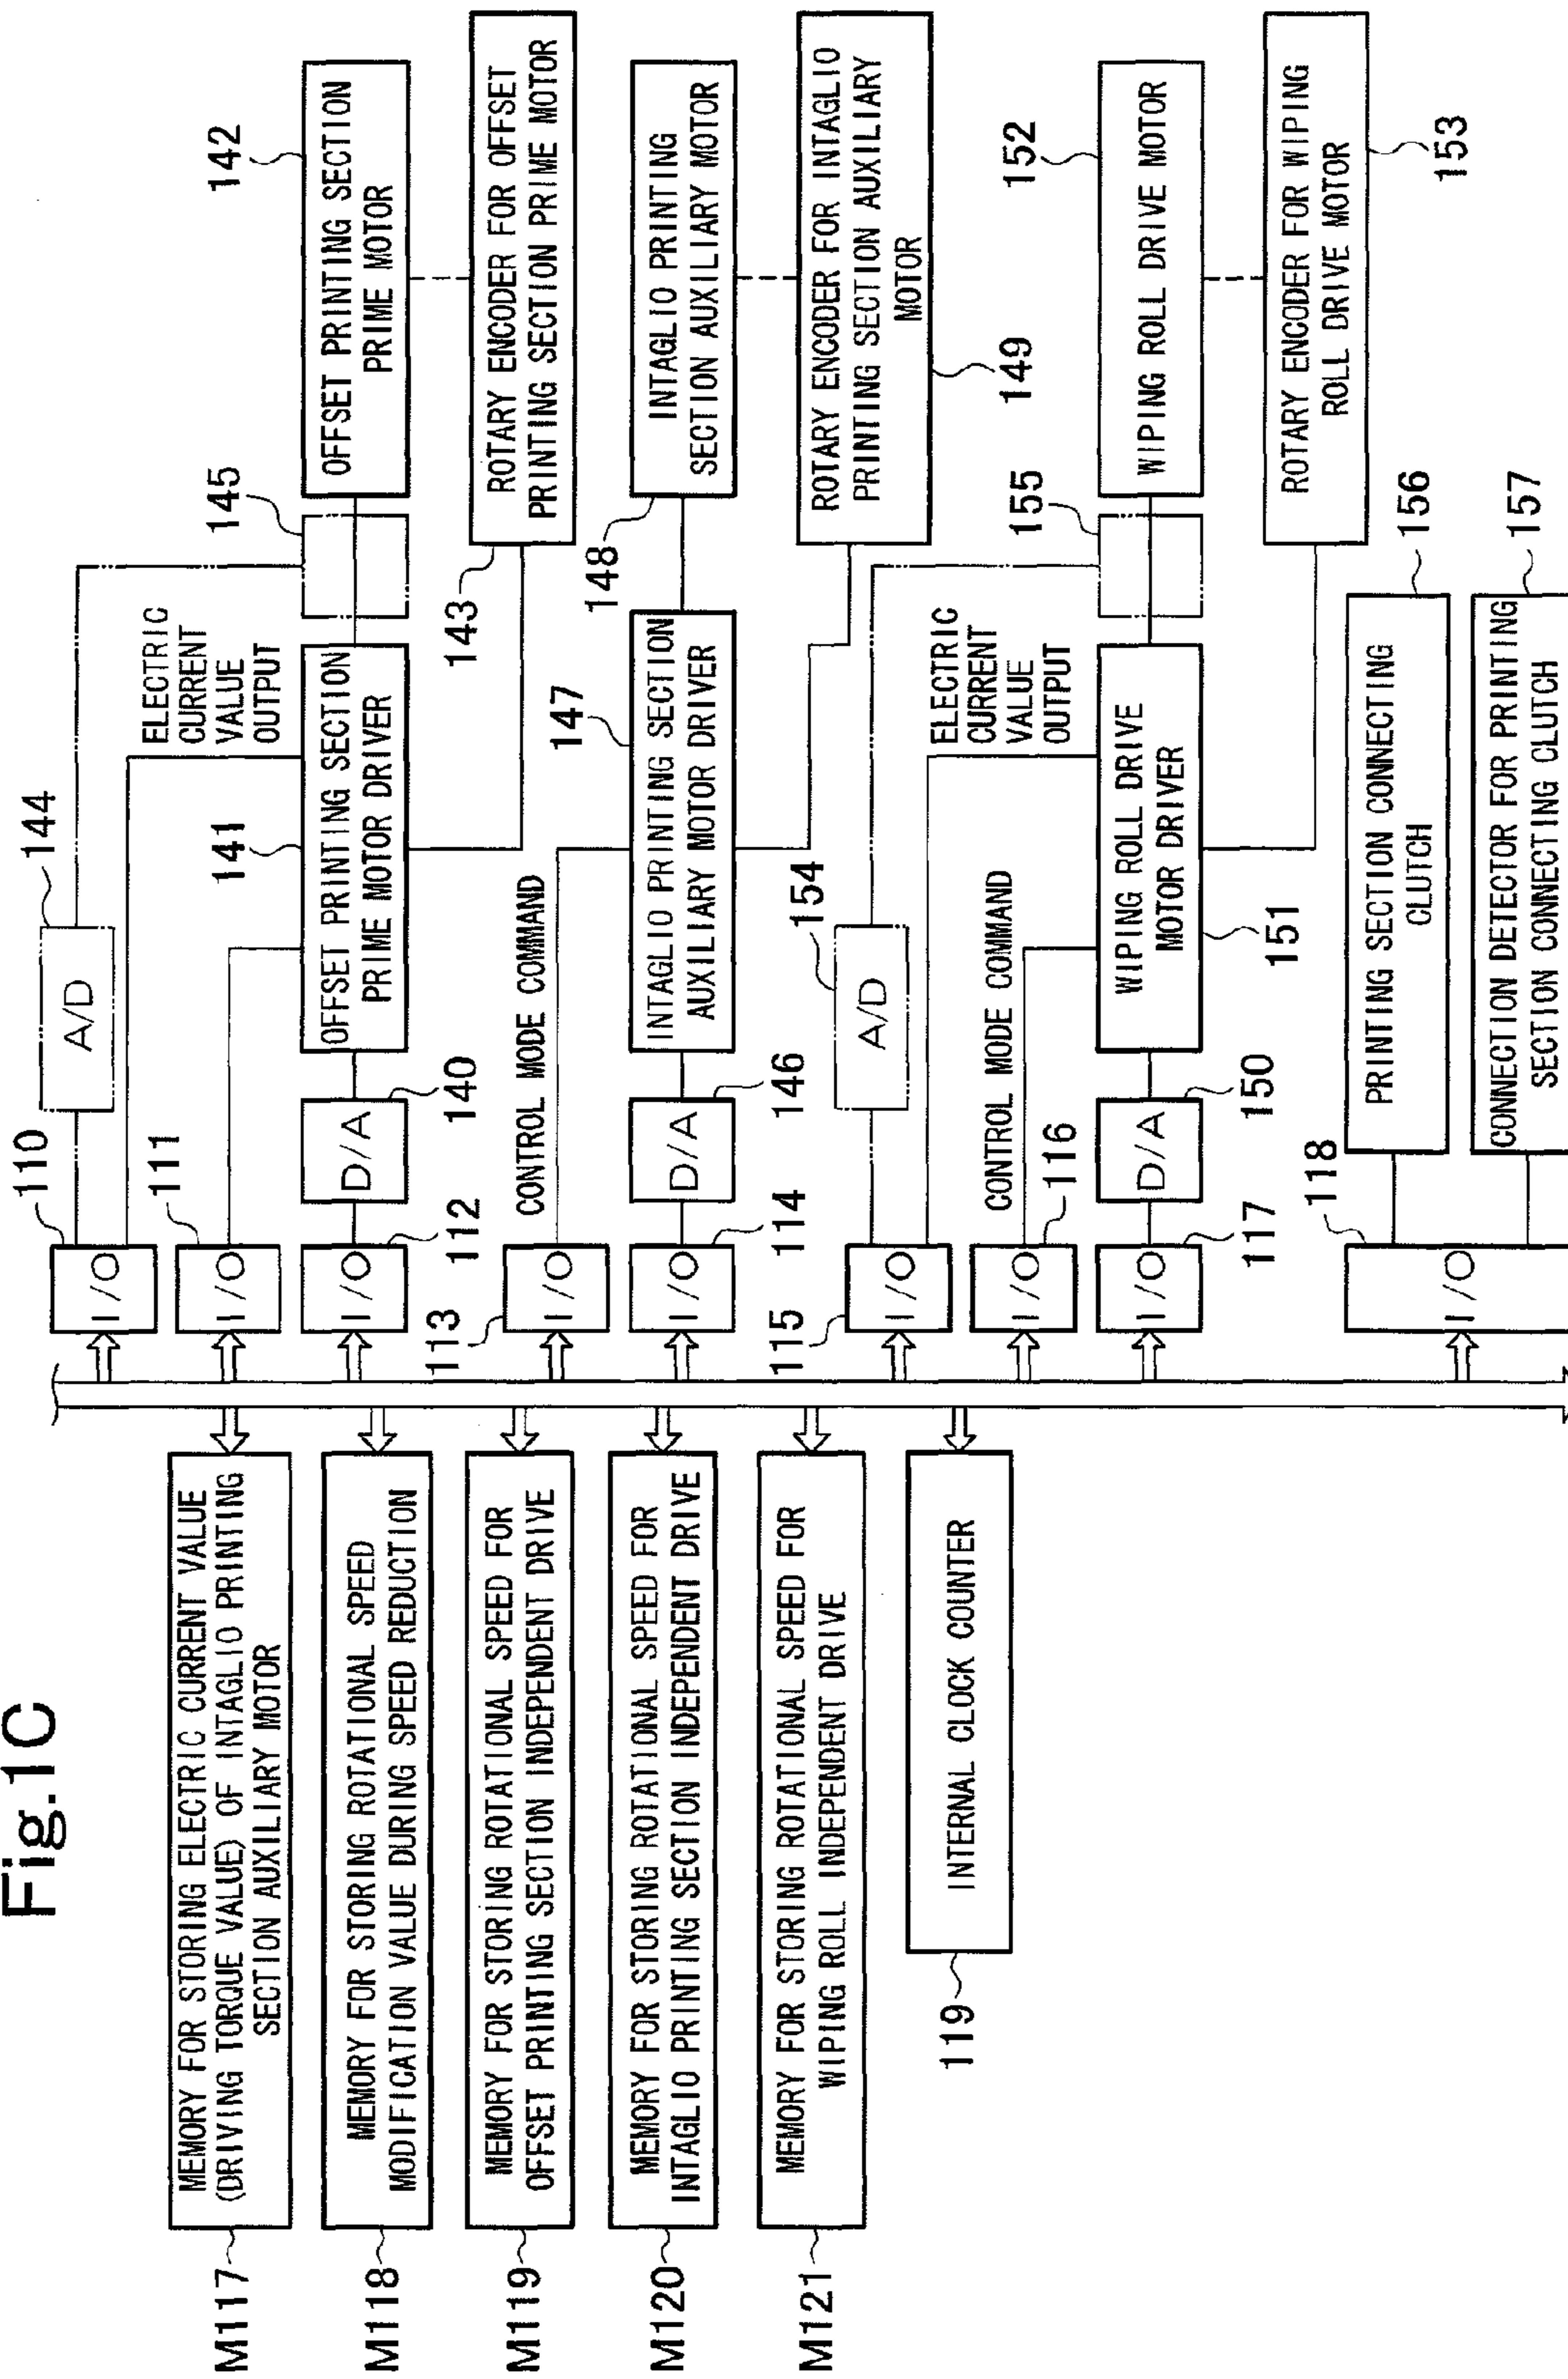 Fig.1C
M117
MEMORY FOR STORING ELECTRIC CURRENT VALUE
(DRIVING TORQUE VALUE) OF INTAGLIO PRINTING
SECTION AUXILIARY MOTOR
M118
MEMORY FOR STORING ROTATIONAL SPEED
MODIFICATION VALUE DURING SPEED REDUCTION
M119
MEMORY FOR STORING ROTATIONAL SPEED FOR
OFFSET PRINTING SECTION INDEPENDENT DRIVE
M120
MEMORY FOR STORING ROTATIONAL SPEED FOR
INTAGLIO PRINTING SECTION INDEPENDENT DRIVE
M121
MEMORY FOR STORING ROTATIONAL SPEED FOR
WIPING ROLL INDEPENDENT DRIVE
119
INTERNAL CLOCK COUNTER
110
I/O
144
A/D
ELECTRIC
CURRENT
VALUE
OUTPUT
145
111
I/O
141
OFFSET PRINTING SECTION
PRIME MOTOR DRIVER
142
OFFSET PRINTING SECTION
PRIME MOTOR
112
I/O
140
D/A
143
ROTARY ENCODER FOR OFFSET
PRINTING SECTION PRIME MOTOR
113
I/O
CONTROL MODE COMMAND
147
INTAGLIO PRINTING SECTION
AUXILIARY MOTOR DRIVER
148
INTAGLIO PRINTING
SECTION AUXILIARY MOTOR
114
I/O
146
D/A
149
ROTARY ENCODER FOR INTAGLIO
PRINTING SECTION AUXILIARY
MOTOR
115
I/O
154
A/D
ELECTRIC
CURRENT
VALUE
OUTPUT
155
116
I/O
CONTROL MODE COMMAND
151
WIPING ROLL DRIVE
MOTOR DRIVER
152
WIPING ROLL DRIVE MOTOR
117
I/O
150
D/A
153
ROTARY ENCODER FOR WIPING
ROLL DRIVE MOTOR
118
I/O
156
PRINTING SECTION CONNECTING
CLUTCH
157
CONNECTION DETECTOR FOR PRINTING
SECTION CONNECTING CLUTCH